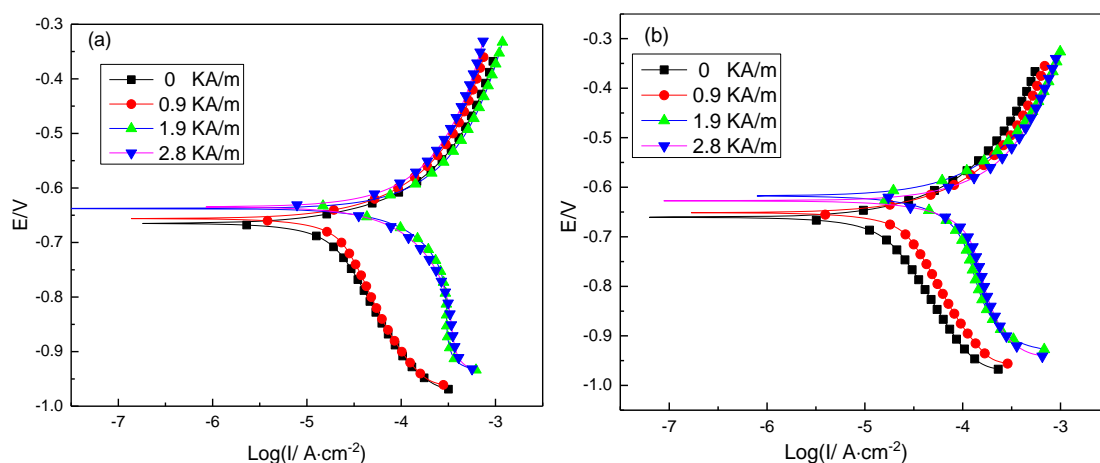 (a)
0 KA/m
0.9 KA/m
1.9 KA/m
2.8 KA/m
E/V
-0.3
-0.4
-0.5
-0.6
-0.7
-0.8
-0.9
-1.0
-7 -6 -5 -4 -3
Log(I/ A·cm⁻²)
(b)
0 KA/m
0.9 KA/m
1.9 KA/m
2.8 KA/m
E/V
-0.3
-0.4
-0.5
-0.6
-0.7
-0.8
-0.9
-1.0
-7 -6 -5 -4 -3
Log(I/ A·cm⁻²)